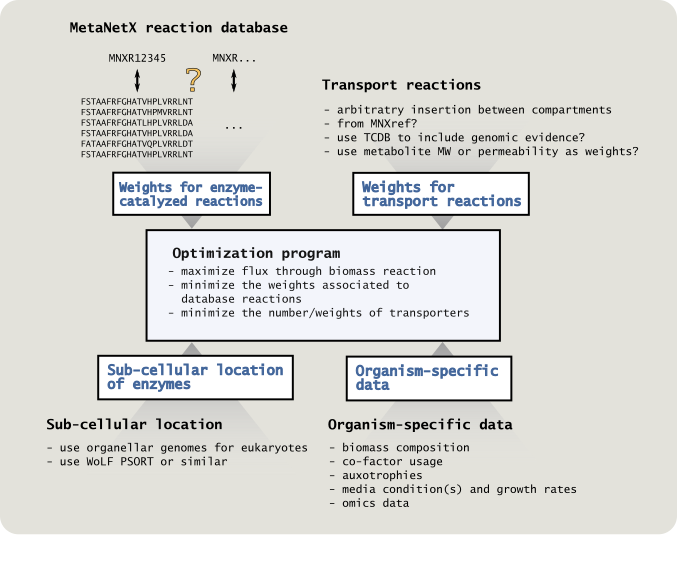 MetaNetX reaction database
MNXR12345 MNXR...
?
FSTAAFRFGHATVHPLVRRLNT
FSTAAFRFGHATVHPMVRRLNT
FSTAAFRFGHATLHPLVRRLDA
FSTAAFRFGHATVHPLVRRLDA
FATAAFRFGHATVQPLVRRLDT
FSTAAFRFGHATVHPLVRRLNT
...
Transport reactions
- arbitratry insertion between compartments
- from MNXref?
- use TCDB to include genomic evidence?
- use metabolite MW or permeability as weights?
Weights for enzyme-
catalyzed reactions
Weights for
transport reactions
Optimization program
- maximize flux through biomass reaction
- minimize the weights associated to
database reactions
- minimize the number/weights of transporters
Sub-cellular location
of enzymes
Organism-specific
data
Sub-cellular location
- use organellar genomes for eukaryotes
- use WoLF PSORT or similar
Organism-specific data
- biomass composition
- co-factor usage
- auxotrophies
- media condition(s) and growth rates
- omics data